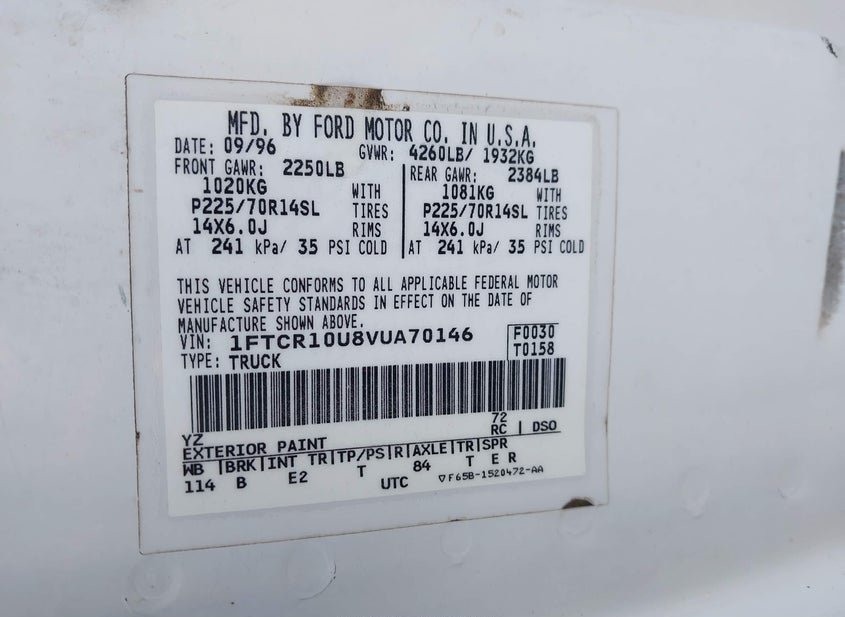 MFD. BY FORD MOTOR CO. IN U.S.A.
DATE: 09/96 GVWR: 4260LB/ 1932KG
FRONT GAWR: 2250LB REAR GAWR: 2384LB
1020KG WITH 1081KG WITH
P225/70R14SL TIRES P225/70R14SL TIRES
14X6.0J RIMS 14X6.0J RIMS
AT 241 kPa/ 35 PSI COLD AT 241 kPa/ 35 PSI COLD
THIS VEHICLE CONFORMS TO ALL APPLICABLE FEDERAL MOTOR
VEHICLE SAFETY STANDARDS IN EFFECT ON THE DATE OF
MANUFACTURE SHOWN ABOVE.
VIN: 1FTCR10U8VUA70146 F0030
TYPE: TRUCK T0158
YZ 72
EXTERIOR PAINT RC | DSO
WB |BRK|INT TR|TP/PS|R|AXLE|TR|SPR
114 B E2 T 84 T E R
UTC ▽F65B-1520472-AA